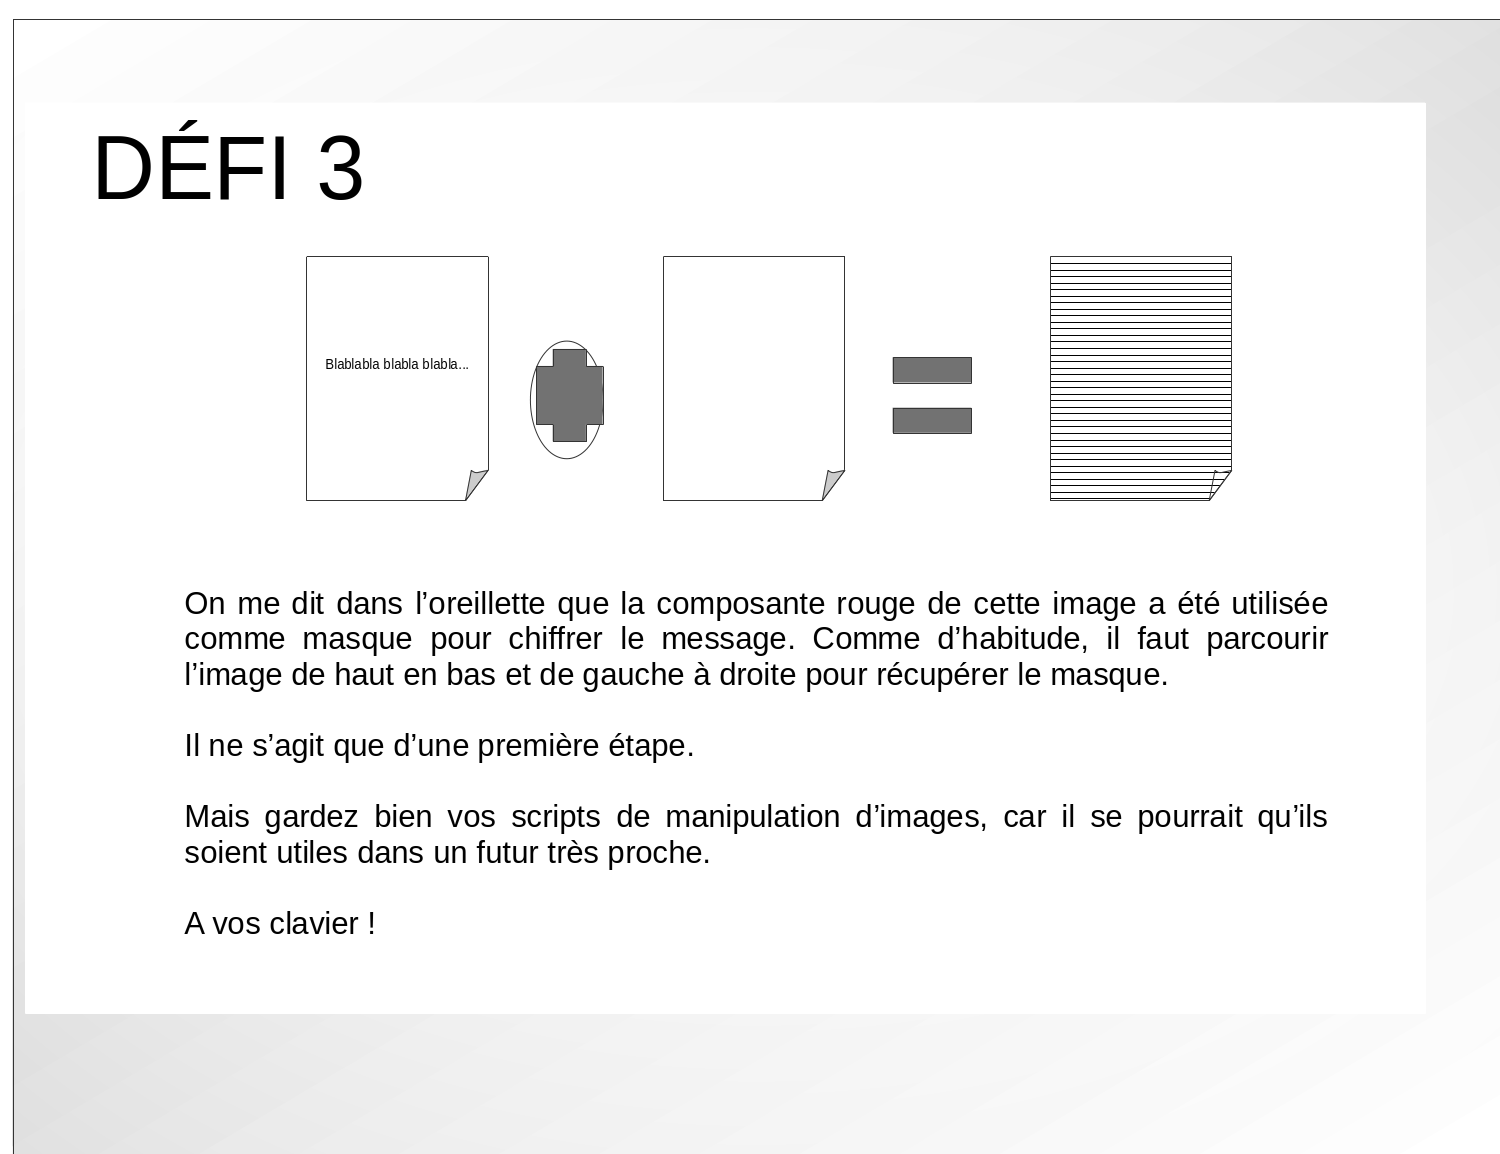 DÉFI 3
Blablabla blabla blabla...
On me dit dans l’oreillette que la composante rouge de cette image a été utilisée
comme masque pour chiffrer le message. Comme d’habitude, il faut parcourir
l’image de haut en bas et de gauche à droite pour récupérer le masque.
Il ne s’agit que d’une première étape.
Mais gardez bien vos scripts de manipulation d’images, car il se pourrait qu’ils
soient utiles dans un futur très proche.
A vos clavier !